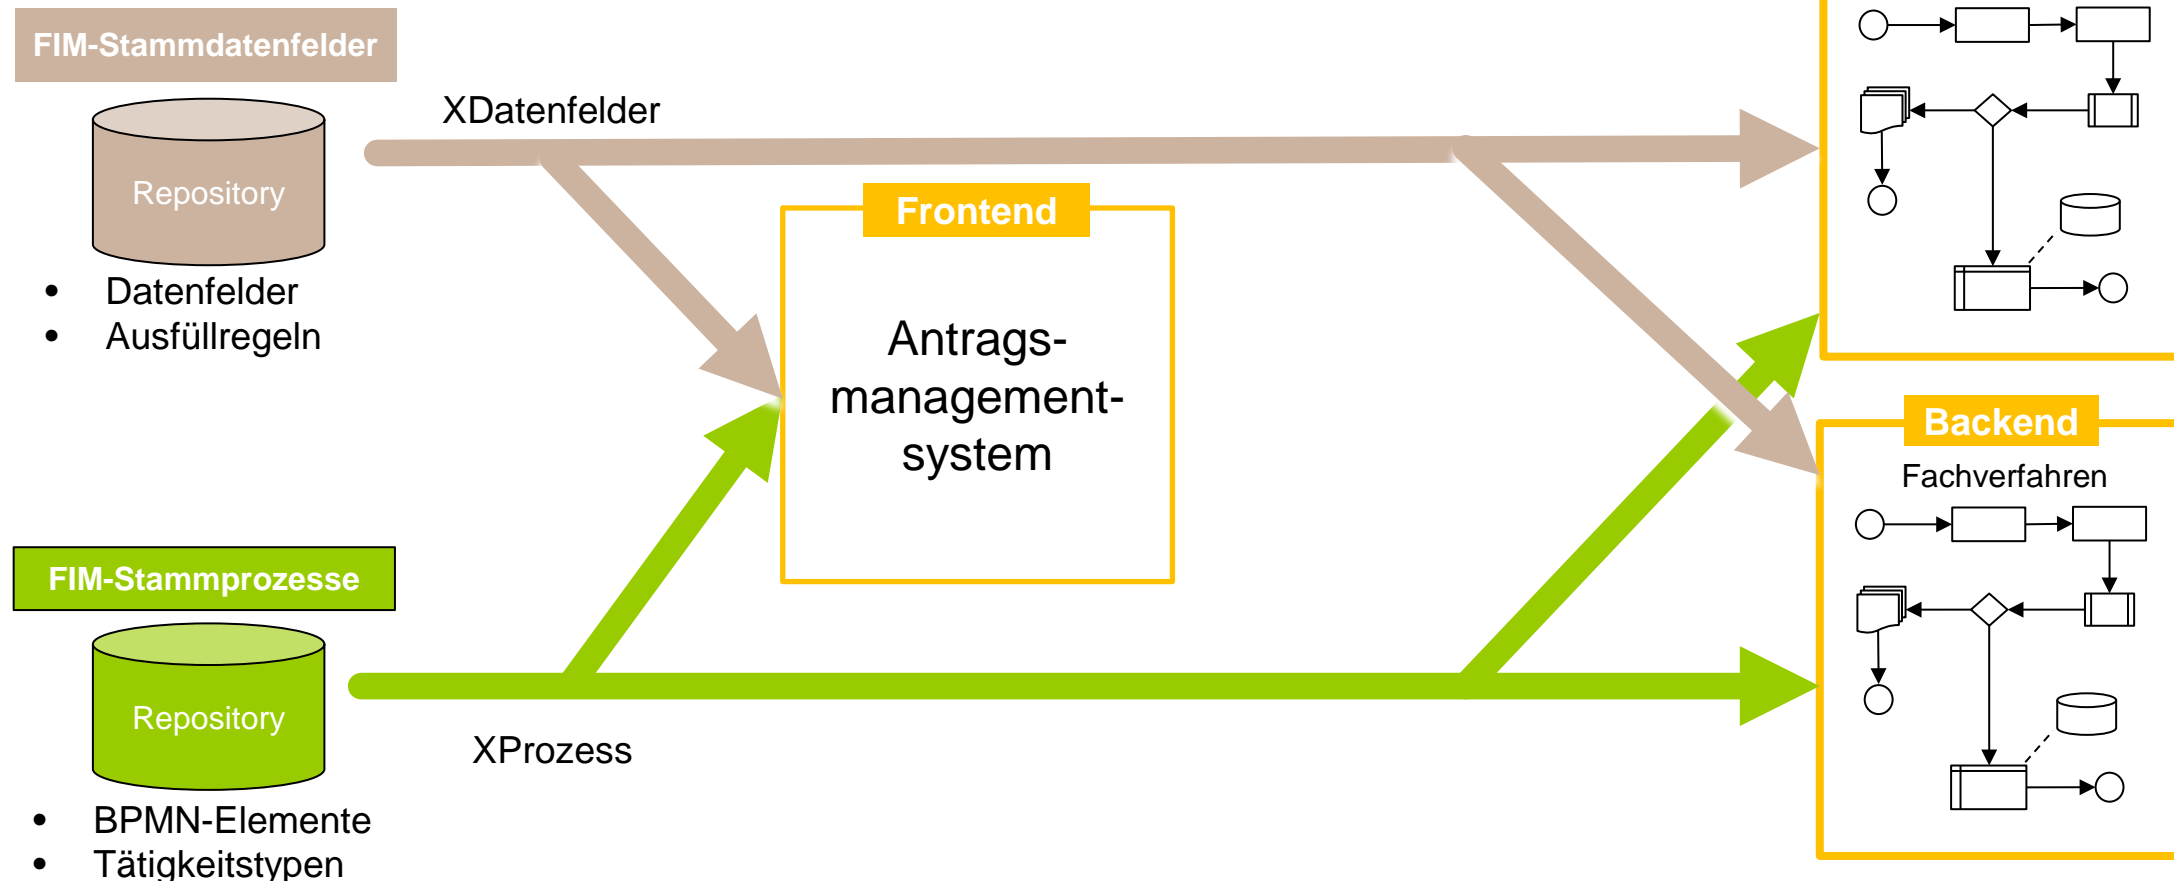 FIM-Stammdatenfelder
Repository
• Datenfelder
• Ausfüllregeln
XDatenfelder
Frontend
Antrags-
management-
system
FIM-Stammprozesse
Repository
• BPMN-Elemente
• Tätigkeitstypen
XProzess
Backend
Fachverfahren